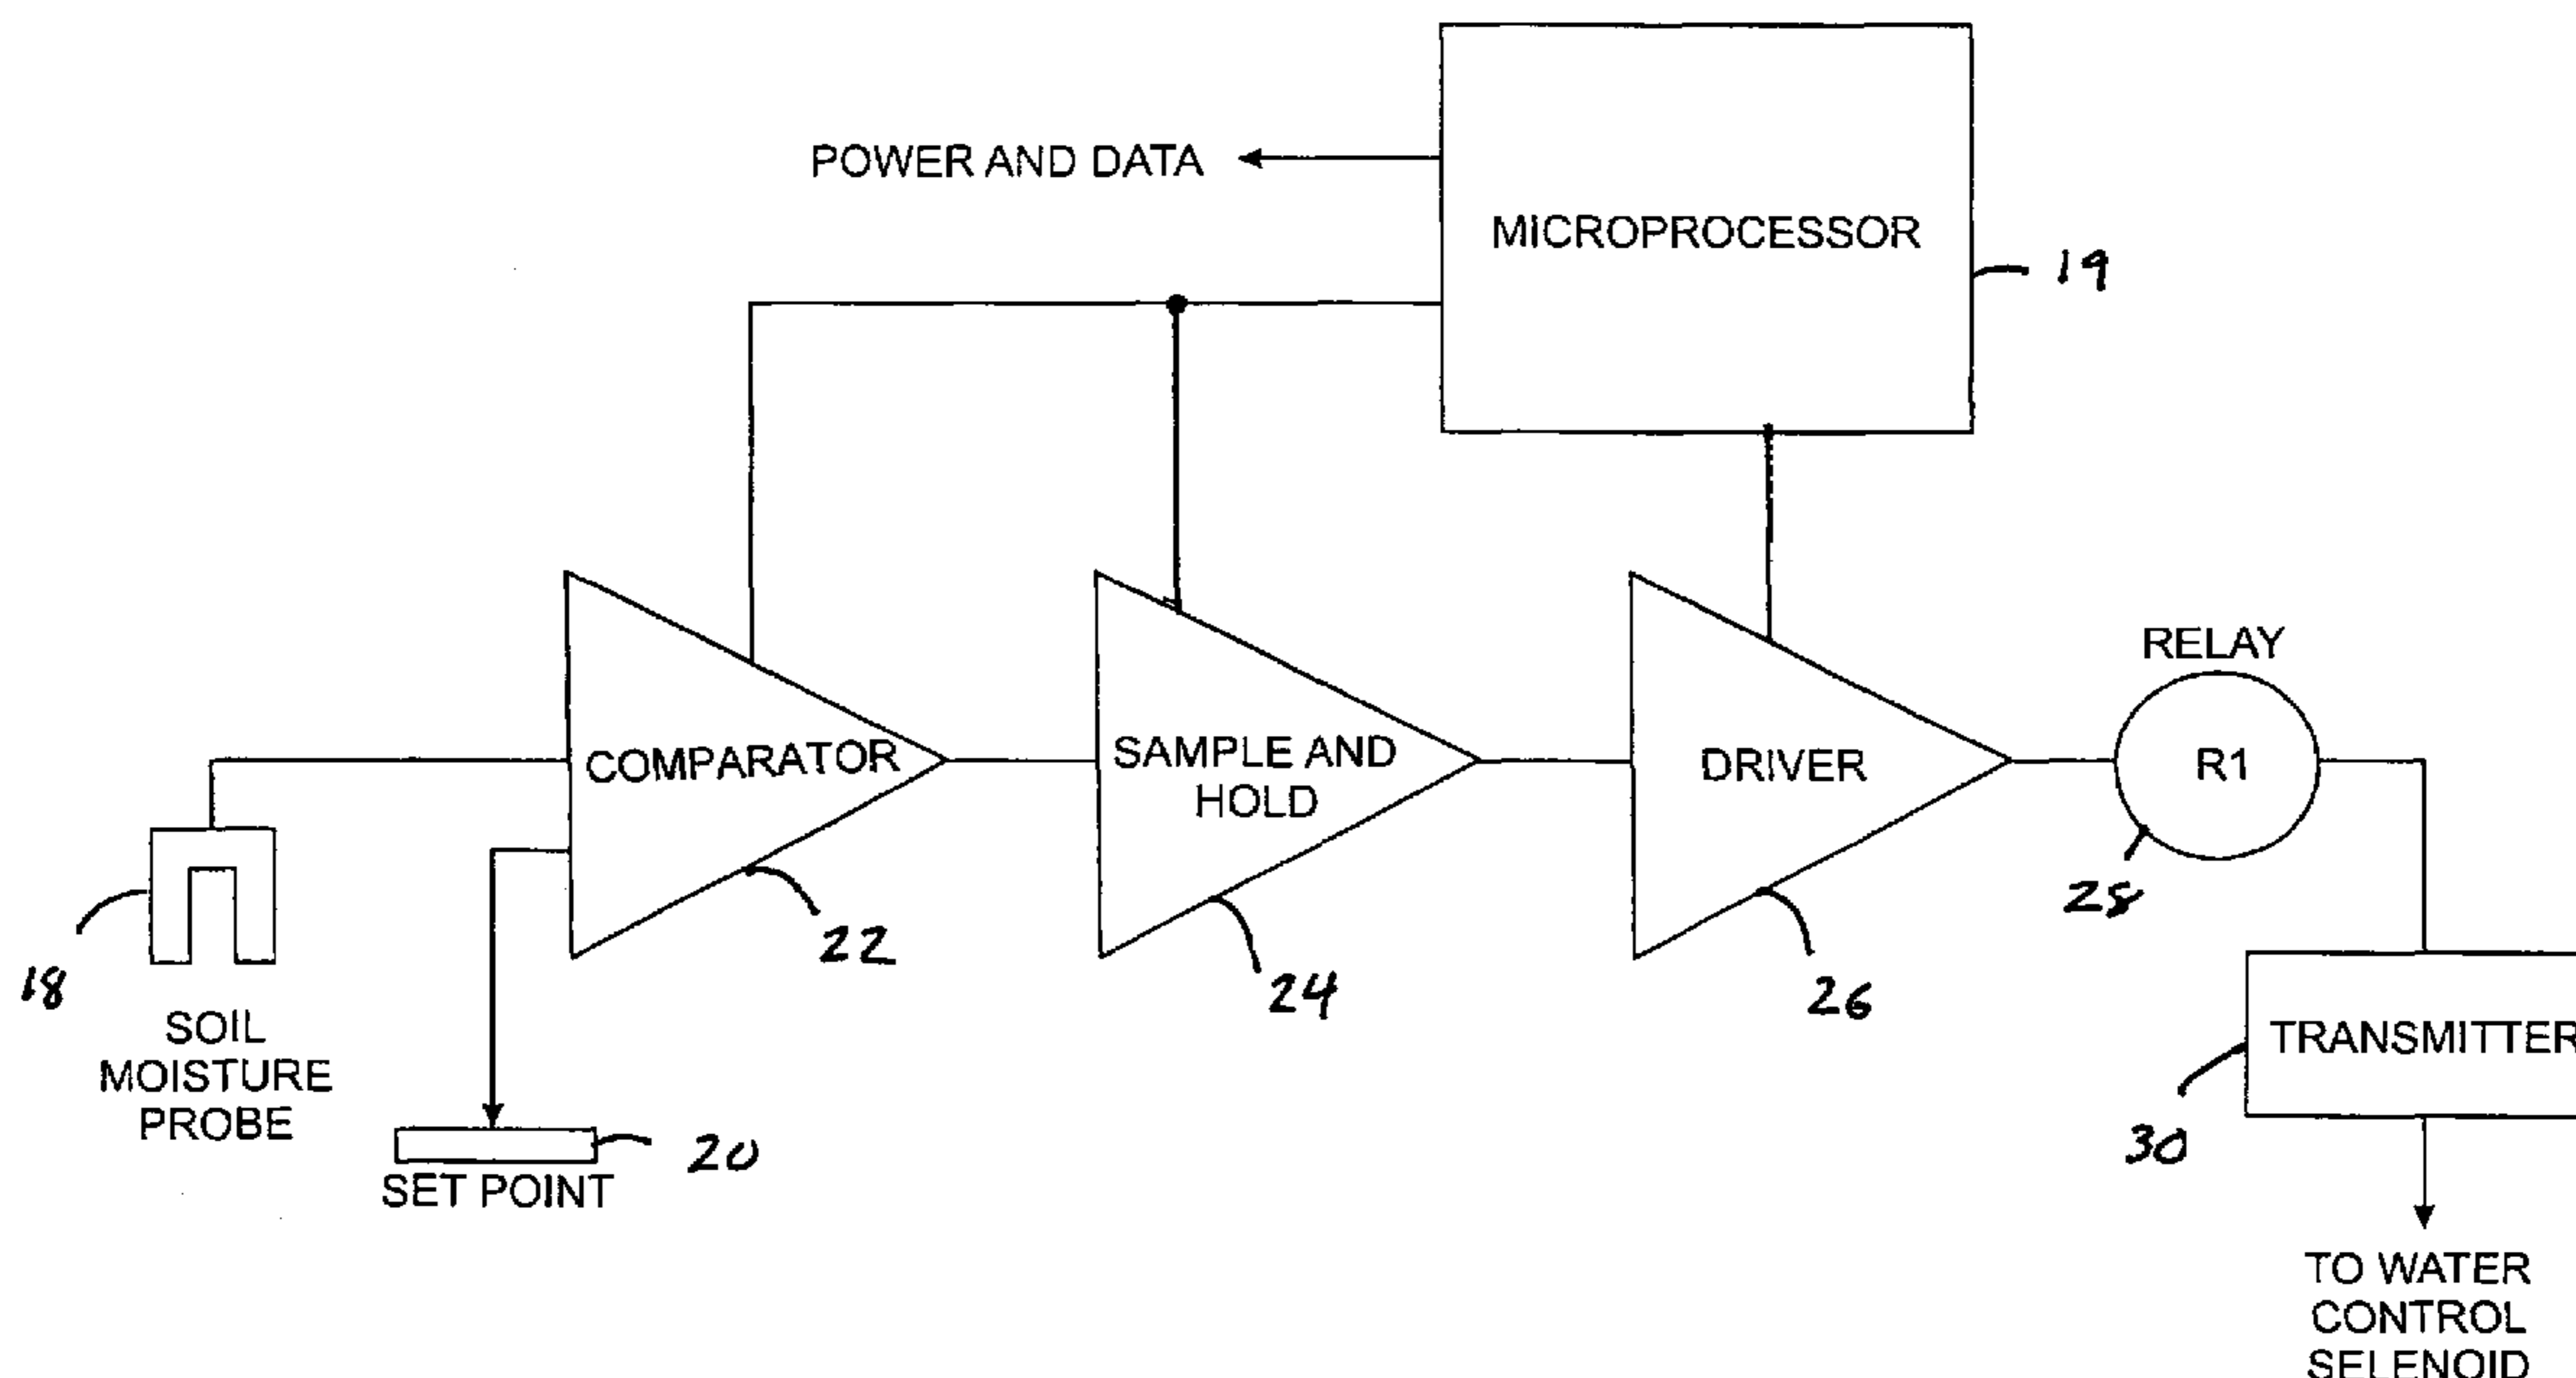 POWER AND DATA
MICROPROCESSOR
19
RELAY
COMPARATOR
SAMPLE AND
HOLD
DRIVER
R1
28
22
24
26
18
SOIL
MOISTURE
PROBE
TRANSMITTER
30
20
SET POINT
TO WATER
CONTROL
SELENOID